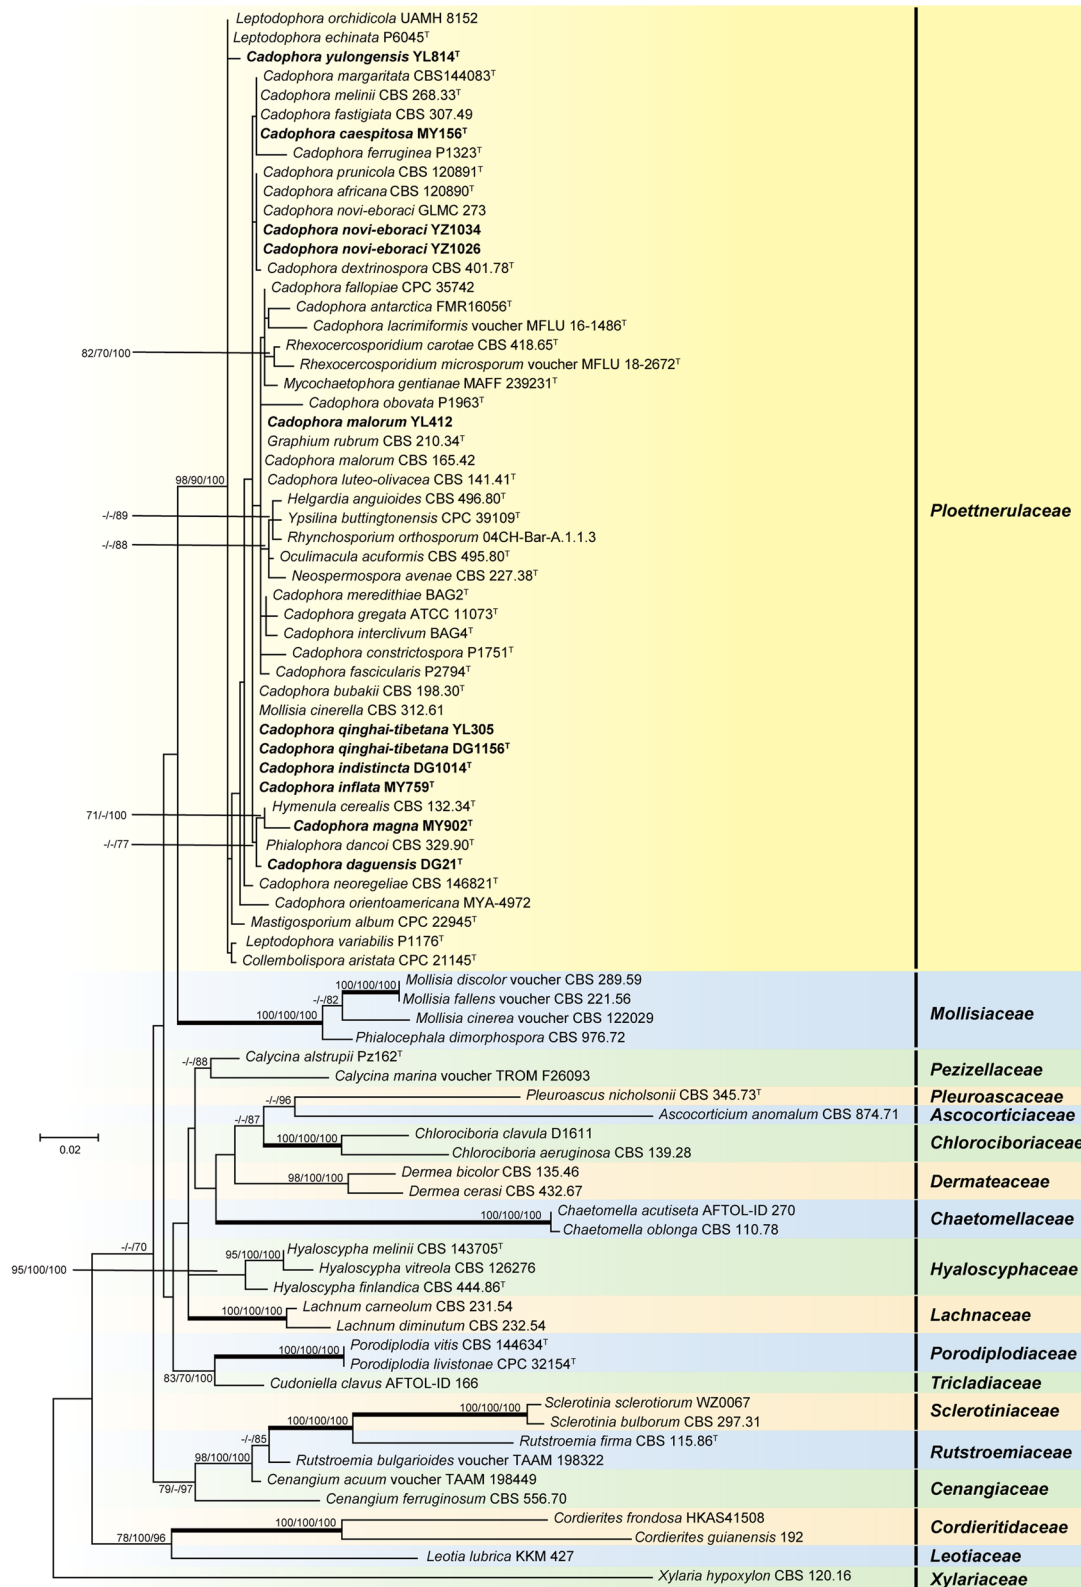 Leptodophora orchidicola UAMH 8152
Leptodophora echinata P6045ᵀ
Cadophora yulongensis YL814ᵀ
Cadophora margaritata CBS144083ᵀ
Cadophora melinii CBS 268.33ᵀ
Cadophora fastigiata CBS 307.49
Cadophora caespitosa MY156ᵀ
Cadophora ferruginea P1323ᵀ
Cadophora prunicola CBS 120891ᵀ
Cadophora africana CBS 120890ᵀ
Cadophora novi-eboraci GLMC 273
Cadophora novi-eboraci YZ1034
Cadophora novi-eboraci YZ1026
Cadophora dextrinospora CBS 401.78ᵀ
Cadophora fallopiae CPC 35742
Cadophora antarctica FMR16056ᵀ
Cadophora lacrimiformis voucher MFLU 16-1486ᵀ
Rhexocercosporidium carotae CBS 418.65ᵀ
82/70/100
Rhexocercosporidium microsporum voucher MFLU 18-2672ᵀ
Mycochaetophora gentianae MAFF 239231ᵀ
Cadophora obovata P1963ᵀ
Cadophora malorum YL412
Graphium rubrum CBS 210.34ᵀ
Cadophora malorum CBS 165.42
98/90/100
Cadophora luteo-olivacea CBS 141.41ᵀ
Helgardia anguioides CBS 496.80ᵀ
Ploettnerulaceae
-/-/89
Ypsilina buttingtonensis CPC 39109ᵀ
Rhynchosporium orthosporum 04CH-Bar-A.1.1.3
-/-/88
Oculimacula acuformis CBS 495.80ᵀ
Neospermospora avenae CBS 227.38ᵀ
Cadophora meredithiae BAG2ᵀ
Cadophora gregata ATCC 11073ᵀ
Cadophora interclivum BAG4ᵀ
Cadophora constrictospora P1751ᵀ
Cadophora fascicularis P2794ᵀ
Cadophora bubakii CBS 198.30ᵀ
Mollisia cinerella CBS 312.61
Cadophora qinghai-tibetana YL305
Cadophora qinghai-tibetana DG1156ᵀ
Cadophora indistincta DG1014ᵀ
Cadophora inflata MY759ᵀ
Hymenula cerealis CBS 132.34ᵀ
71/-/100
Cadophora magna MY902ᵀ
-/-/77
Phialophora dancoi CBS 329.90ᵀ
Cadophora daguensis DG21ᵀ
Cadophora neoregeliae CBS 146821ᵀ
Cadophora orientoamericana MYA-4972
Mastigosporium album CPC 22945ᵀ
Leptodophora variabilis P1176ᵀ
Collembolispora aristata CPC 21145ᵀ
100/100/100
Mollisia discolor voucher CBS 289.59
-/-/82
Mollisia fallens voucher CBS 221.56
100/100/100
Mollisia cinerea voucher CBS 122029
Mollisiaceae
Phialocephala dimorphospora CBS 976.72
-/-/88
Calycina alstrupii Pz162ᵀ
Calycina marina voucher TROM F26093
Pezizellaceae
-/-/96
Pleuroascus nicholsonii CBS 345.73ᵀ
Pleuroascaceae
-/-/87
Ascocorticium anomalum CBS 874.71
Ascocorticiaceae
0.02
100/100/100
Chlorociboria clavula D1611
Chlorociboria aeruginosa CBS 139.28
Chlorociboriaceae
98/100/100
Dermea bicolor CBS 135.46
Dermea cerasi CBS 432.67
Dermateaceae
100/100/100
Chaetomella acutiseta AFTOL-ID 270
Chaetomella oblonga CBS 110.78
Chaetomellaceae
-/-/70
95/100/100
Hyaloscypha melinii CBS 143705ᵀ
95/100/100
Hyaloscypha vitreola CBS 126276
Hyaloscypha finlandica CBS 444.86ᵀ
Hyaloscyphaceae
100/100/100
Lachnum carneolum CBS 231.54
Lachnum diminutum CBS 232.54
Lachnaceae
100/100/100
Porodiplodia vitis CBS 144634ᵀ
Porodiplodia livistonae CPC 32154ᵀ
Porodiplodiaceae
83/70/100
Cudoniella clavus AFTOL-ID 166
Tricladiaceae
100/100/100
Sclerotinia sclerotiorum WZ0067
Sclerotinia bulborum CBS 297.31
Sclerotiniaceae
100/100/100
-/-/85
Rutstroemia firma CBS 115.86ᵀ
98/100/100
Rutstroemia bulgarioides voucher TAAM 198322
Rutstroemiaceae
Cenangium acuum voucher TAAM 198449
79/-/97
Cenangium ferruginosum CBS 556.70
Cenangiaceae
100/100/100
Cordierites frondosa HKAS41508
78/100/96
Cordierites guianensis 192
Cordieritidaceae
Leotia lubrica KKM 427
Leotiaceae
Xylaria hypoxylon CBS 120.16
Xylariaceae